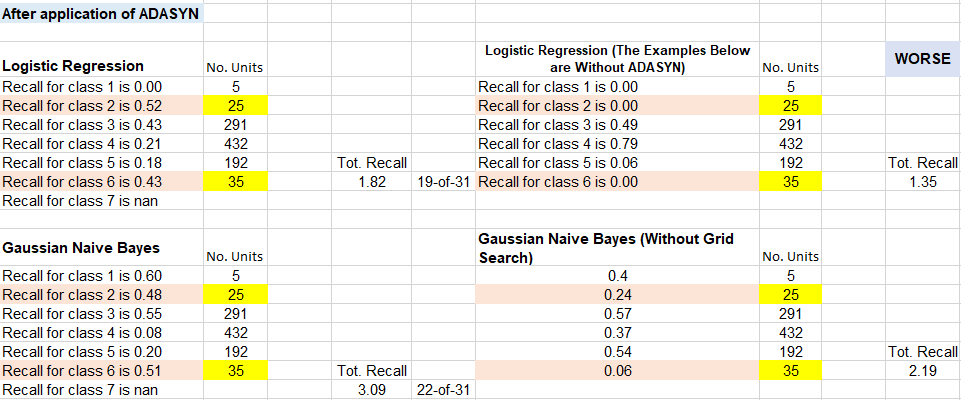 After application of ADASYN
Logistic Regression No. Units Logistic Regression (The Examples Below
are Without ADASYN) No. Units WORSE
Recall for class 1 is 0.00 5 Recall for class 1 is 0.00 5
Recall for class 2 is 0.52 25 Recall for class 2 is 0.00 25
Recall for class 3 is 0.43 291 Recall for class 3 is 0.49 291
Recall for class 4 is 0.21 432 Recall for class 4 is 0.79 432
Recall for class 5 is 0.18 192 Tot. Recall Recall for class 5 is 0.06 192 Tot. Recall
Recall for class 6 is 0.43 35 1.82 19-of-31 Recall for class 6 is 0.00 35 1.35
Recall for class 7 is nan
Gaussian Naive Bayes No. Units Gaussian Naive Bayes (Without Grid
Search) No. Units
Recall for class 1 is 0.60 5 0.4 5
Recall for class 2 is 0.48 25 0.24 25
Recall for class 3 is 0.55 291 0.57 291
Recall for class 4 is 0.08 432 0.37 432
Recall for class 5 is 0.20 192 0.54 192 Tot. Recall
Recall for class 6 is 0.51 35 Tot. Recall 0.06 35 2.19
Recall for class 7 is nan 3.09 22-of-31